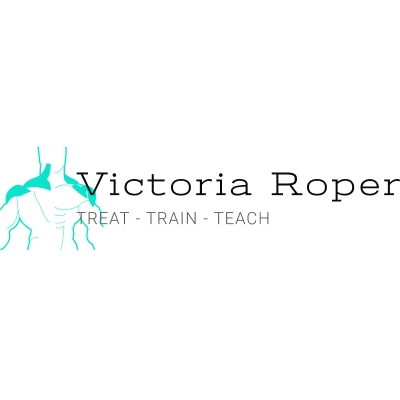 Victoria Roper
TREAT - TRAIN - TEACH